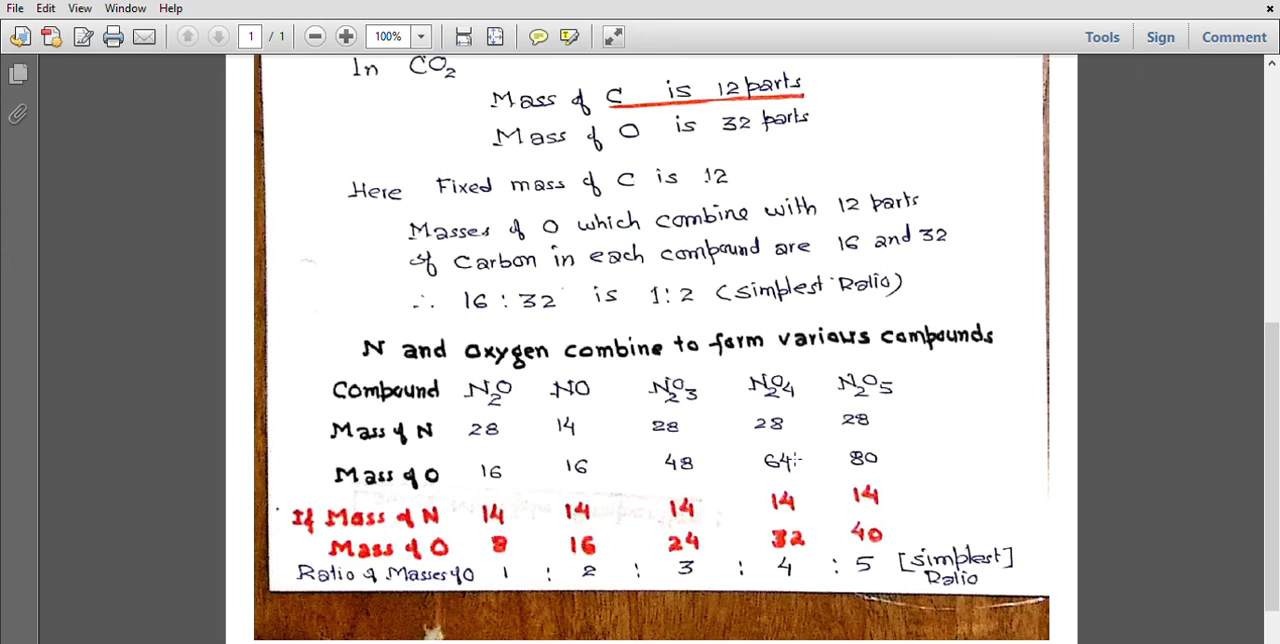 File Edit View Window Help
1 / 1 100% Tools Sign Comment
In CO₂
Mass of C is 12 parts
Mass of O is 32 parts
Here Fixed mass of C is 12
Masses of O which combine with 12 parts
of Carbon in each compound are 16 and 32
∴ 16 : 32 is 1:2 (simplest Ratio)
N and oxygen combine to form various compounds
Compound N₂O NO N₂O₃ N₂O₄ N₂O₅
Mass of N 28 14 28 28 28
Mass of O 16 16 48 64 80
If Mass of N 14 14 14 14 14
Mass of O 8 16 24 32 40
Ratio of Masses of O 1 : 2 : 3 : 4 : 5 [simplest]
Ratio